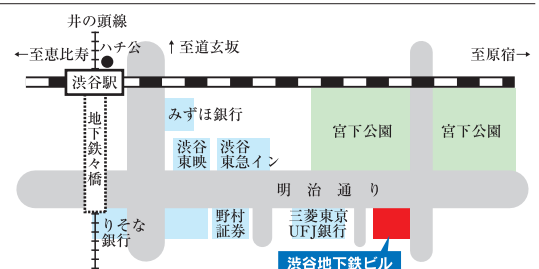 井の頭線
←至恵比寿
ハチ公
↑至道玄坂
至原宿→
渋谷駅
地下鉄々橋
みずほ銀行
宮下公園
宮下公園
渋谷
東映
渋谷
東急イン
明治通り
りそな
銀行
野村
証券
三菱東京
UFJ銀行
渋谷地下鉄ビル